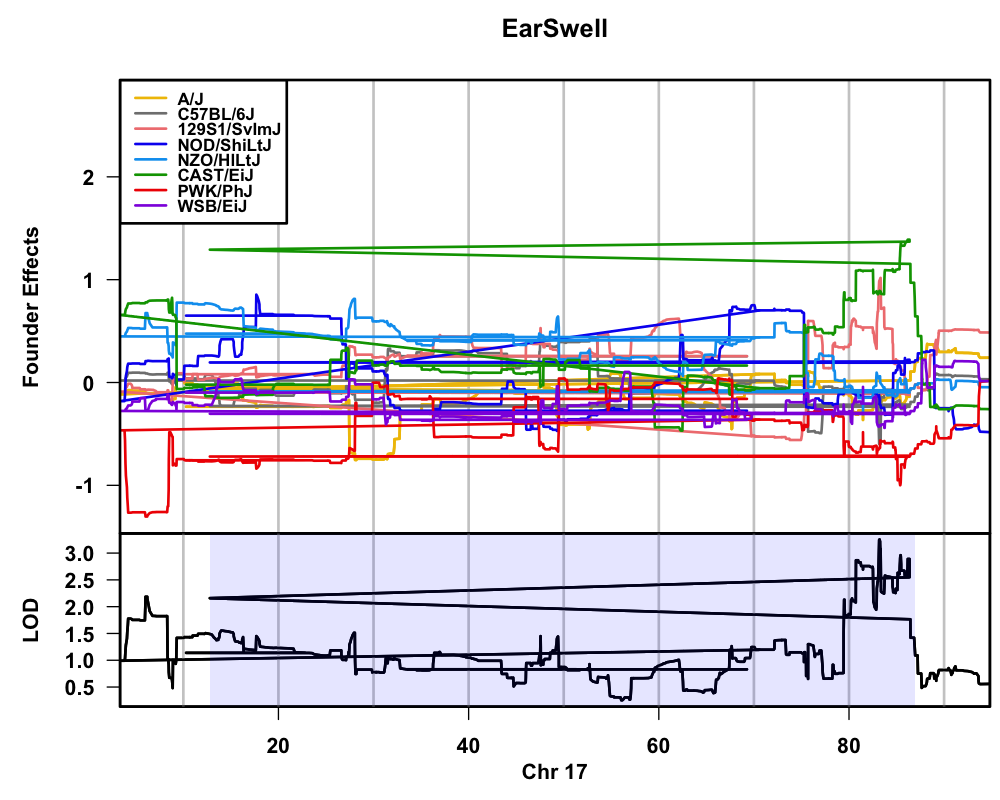 EarSwell
A/J
C57BL/6J
129S1/SvImJ
NOD/ShiLtJ
NZO/HlLtJ
CAST/EiJ
PWK/PhJ
WSB/EiJ
Founder Effects
2
1
0
-1
LOD
3.0
2.5
2.0
1.5
1.0
0.5
20 40 60 80
Chr 17